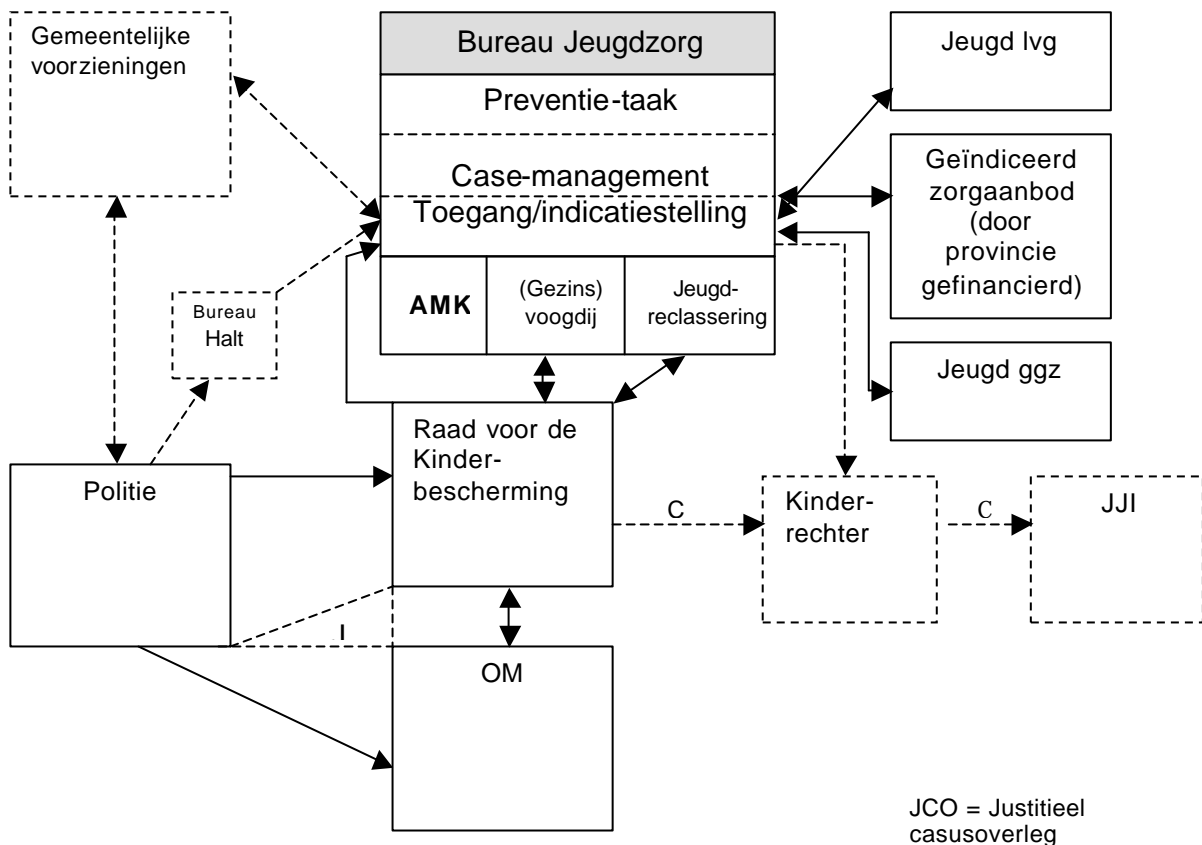 Gemeentelijke
voorzieningen
Bureau Jeugdzorg
Preventie-taak
Case-management
Toegang/indicatiestelling
AMK
(Gezins)
voogdij
Jeugd-
reclassering
Jeugd lvg
Geïndiceerd
zorgaanbod
(door
provincie
gefinancierd)
Jeugd ggz
Bureau
Halt
Politie
Raad voor de
Kinder-
bescherming
C
Kinder-
rechter
C
JJI
J
OM
JCO = Justitieel
casusoverleg